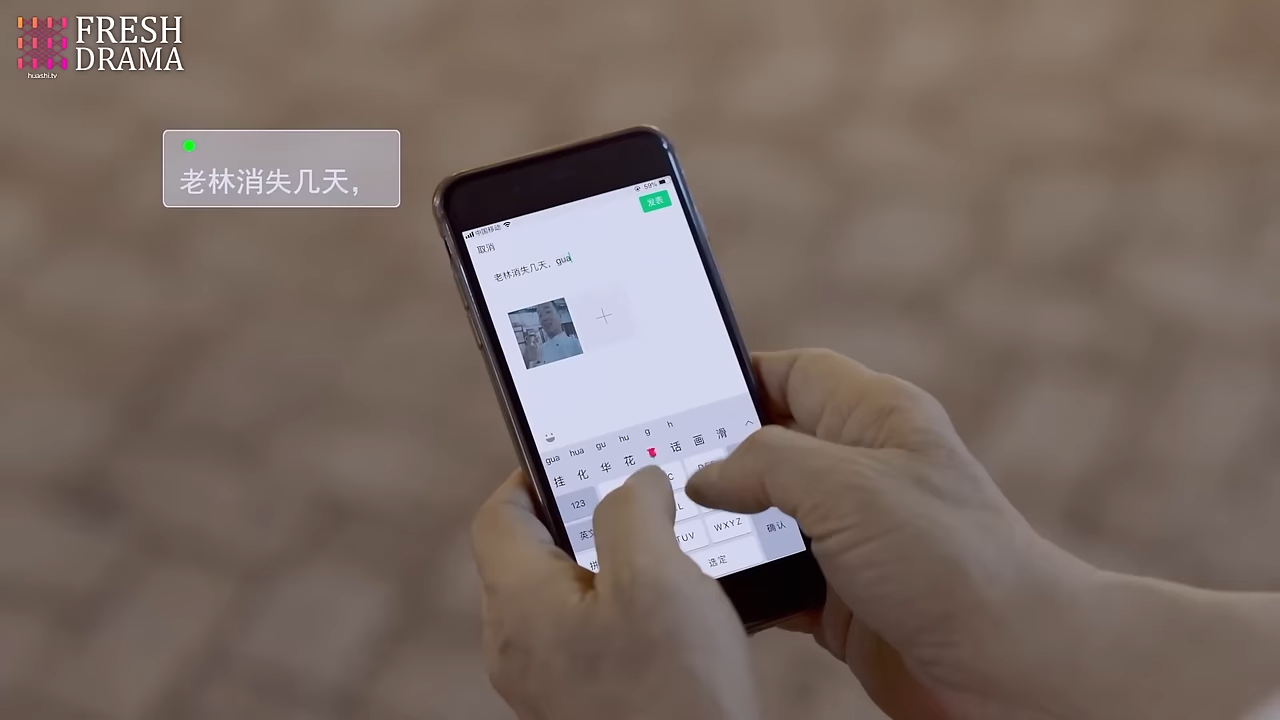 FRESH
DRAMA
huashi.tv
老林消失几天，
中国移动
59%
取消
发表
老林消失几天，gua
gua hua gu hu g h
挂 化 华 花 话 画 滑
123
英文
TUV
WXYZ
确认
选定